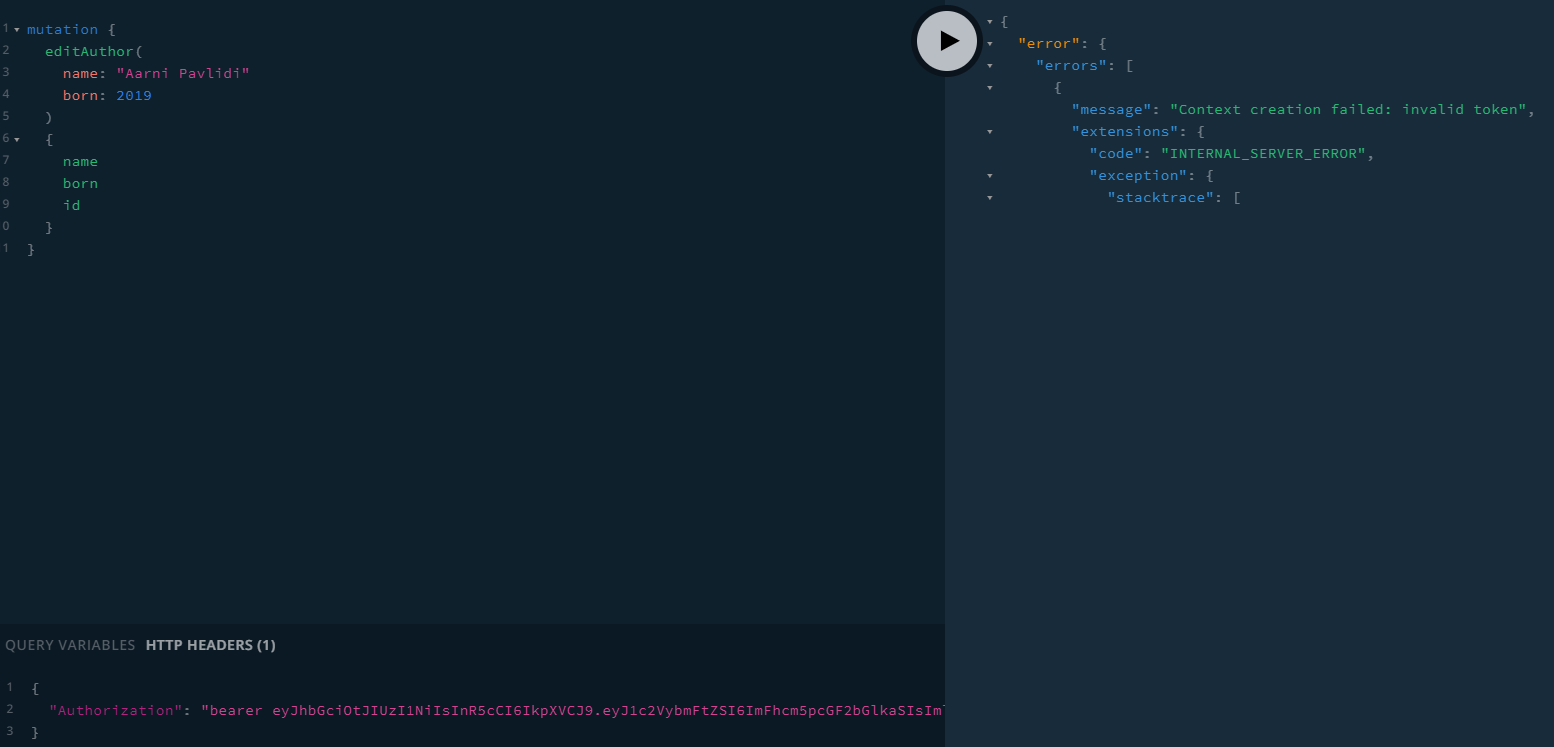 1 mutation {
2 editAuthor(
3 name: "Aarni Pavlidi"
4 born: 2019
5 )
6 {
7 name
8 born
9 id
0 }
1 }
QUERY VARIABLES HTTP HEADERS (1)
1 {
2 "Authorization": "bearer eyJhbGciOtJIUzI1NiIsInR5cCI6IkpXVCJ9.eyJ1c2VybmFtZSI6ImFhcm5pcGF2bGlkaSIsIm
3 }
{
"error": {
"errors": [
{
"message": "Context creation failed: invalid token",
"extensions": {
"code": "INTERNAL_SERVER_ERROR",
"exception": {
"stacktrace": [